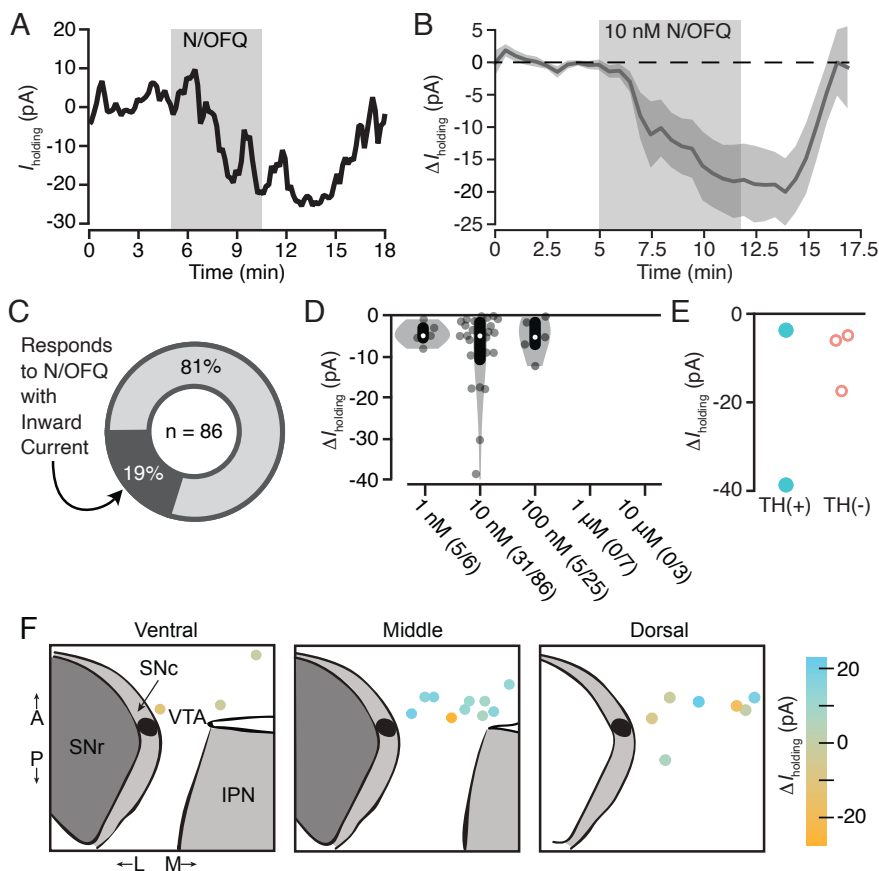 A
I holding (pA)
20
10
0
-10
-20
-30
N/OFQ
0 3 6 9 12 15 18
Time (min)
B
Δ I holding (pA)
5
0
-5
-10
-15
-20
25
10 nM N/OFQ
0 2.5 5 7.5 10 12.5 15 17.5
Time (min)
C
Responds
to N/OFQ
with
Inward
Current
81%
n = 86
19%
D
Δ I holding (pA)
0
-10
-20
-30
-40
1 nM (5/6)
10 nM (31/86)
100 nM (5/25)
1 µM (0/7)
10 µM (0/3)
E
Δ I holding (pA)
0
-20
-40
TH(+) TH(-)
F
Ventral
A
P
SNc
VTA
SNr
IPN
L M
Middle
Dorsal
20
0
-20
Δ I holding (pA)